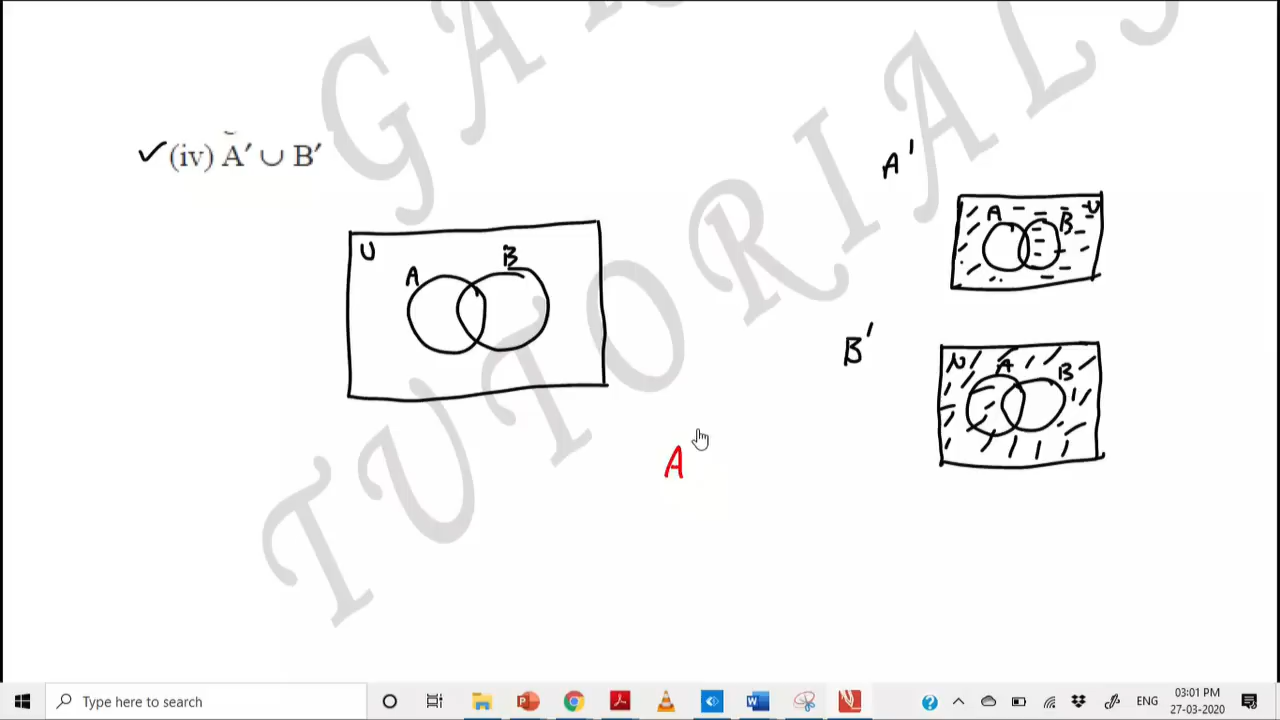 GA
TUTORIALS
✓(iv) A′ ∪ B′
U
A
B
A'
A
B
U
B'
A
B
A
Type here to search
ENG
03:01 PM
27-03-2020